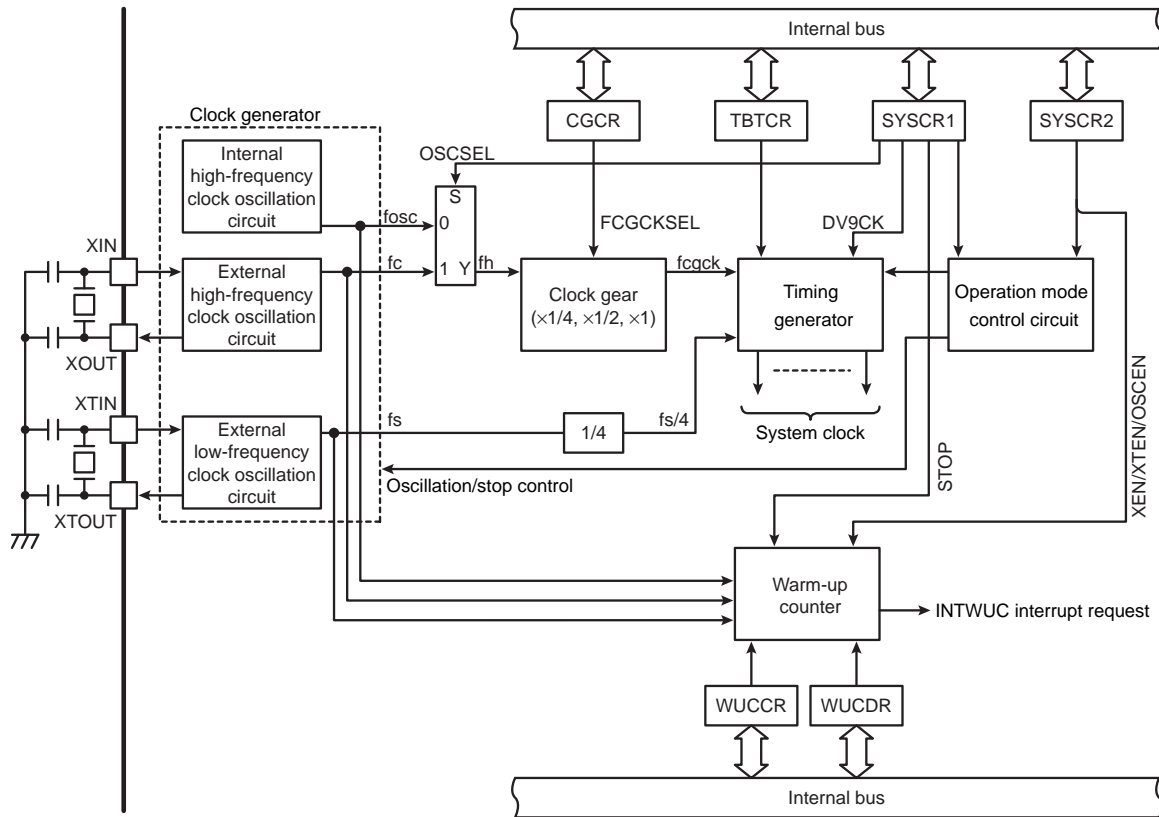 Internal bus
CGCR
TBTCR
SYSCR1
SYSCR2
Clock generator
Internal
high-frequency
clock oscillation
circuit
OSCSEL
S
0
1 Y
fosc
fc
fh
FCGCKSEL
DV9CK
fcgck
XIN
XOUT
External
high-frequency
clock oscillation
circuit
Clock gear
(×1/4, ×1/2, ×1)
Timing
generator
Operation mode
control circuit
XTIN
XTOUT
External
low-frequency
clock oscillation
circuit
fs
1/4
fs/4
System clock
Oscillation/stop control
STOP
XEN/XTEN/OSCEN
Warm-up
counter
INTWUC interrupt request
WUCCR
WUCDR
Internal bus